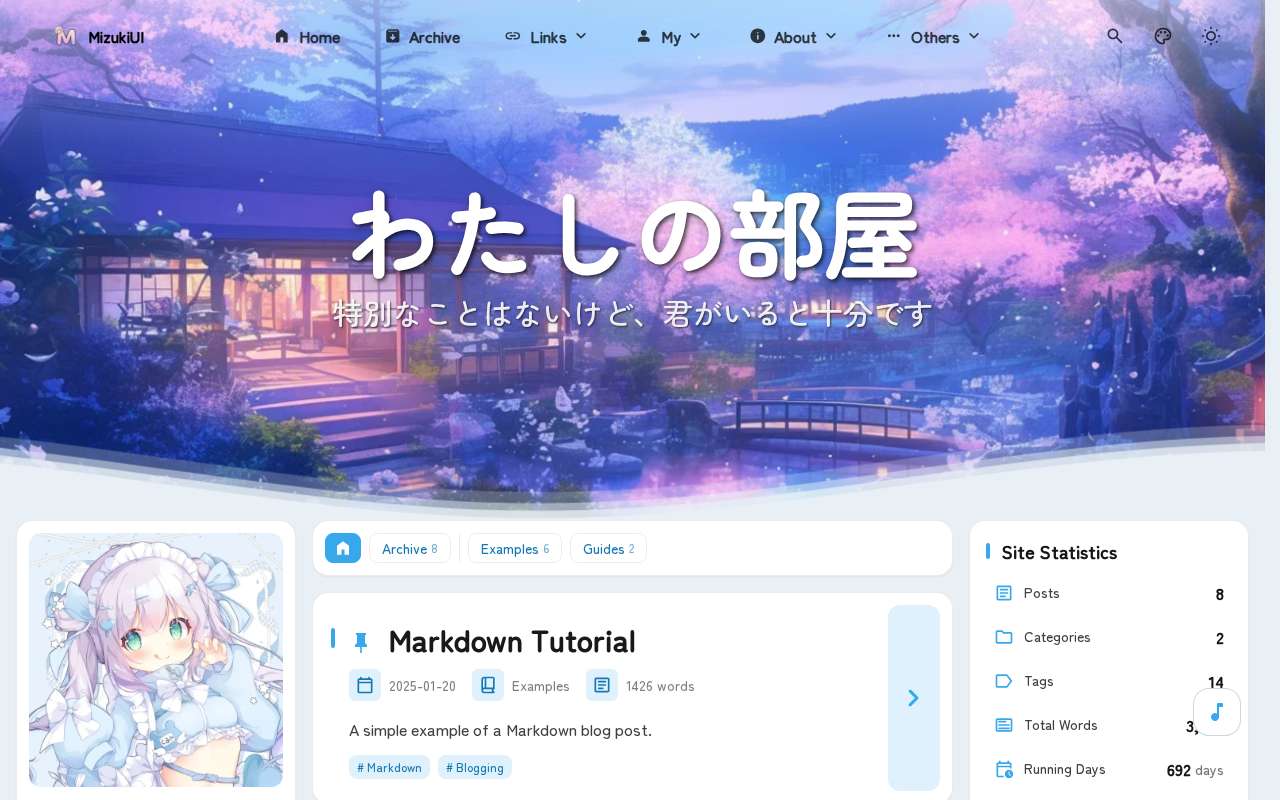 MizukiUI
Home
Archive
Links
My
About
Others
わたしの部屋
特別なことはないけど、君がいると十分です
Archive 8
Examples 6
Guides 2
Markdown Tutorial
2025-01-20
Examples
1426 words
A simple example of a Markdown blog post.
# Markdown
# Blogging
Site Statistics
Posts 8
Categories 2
Tags 14
Total Words
Running Days 692 days